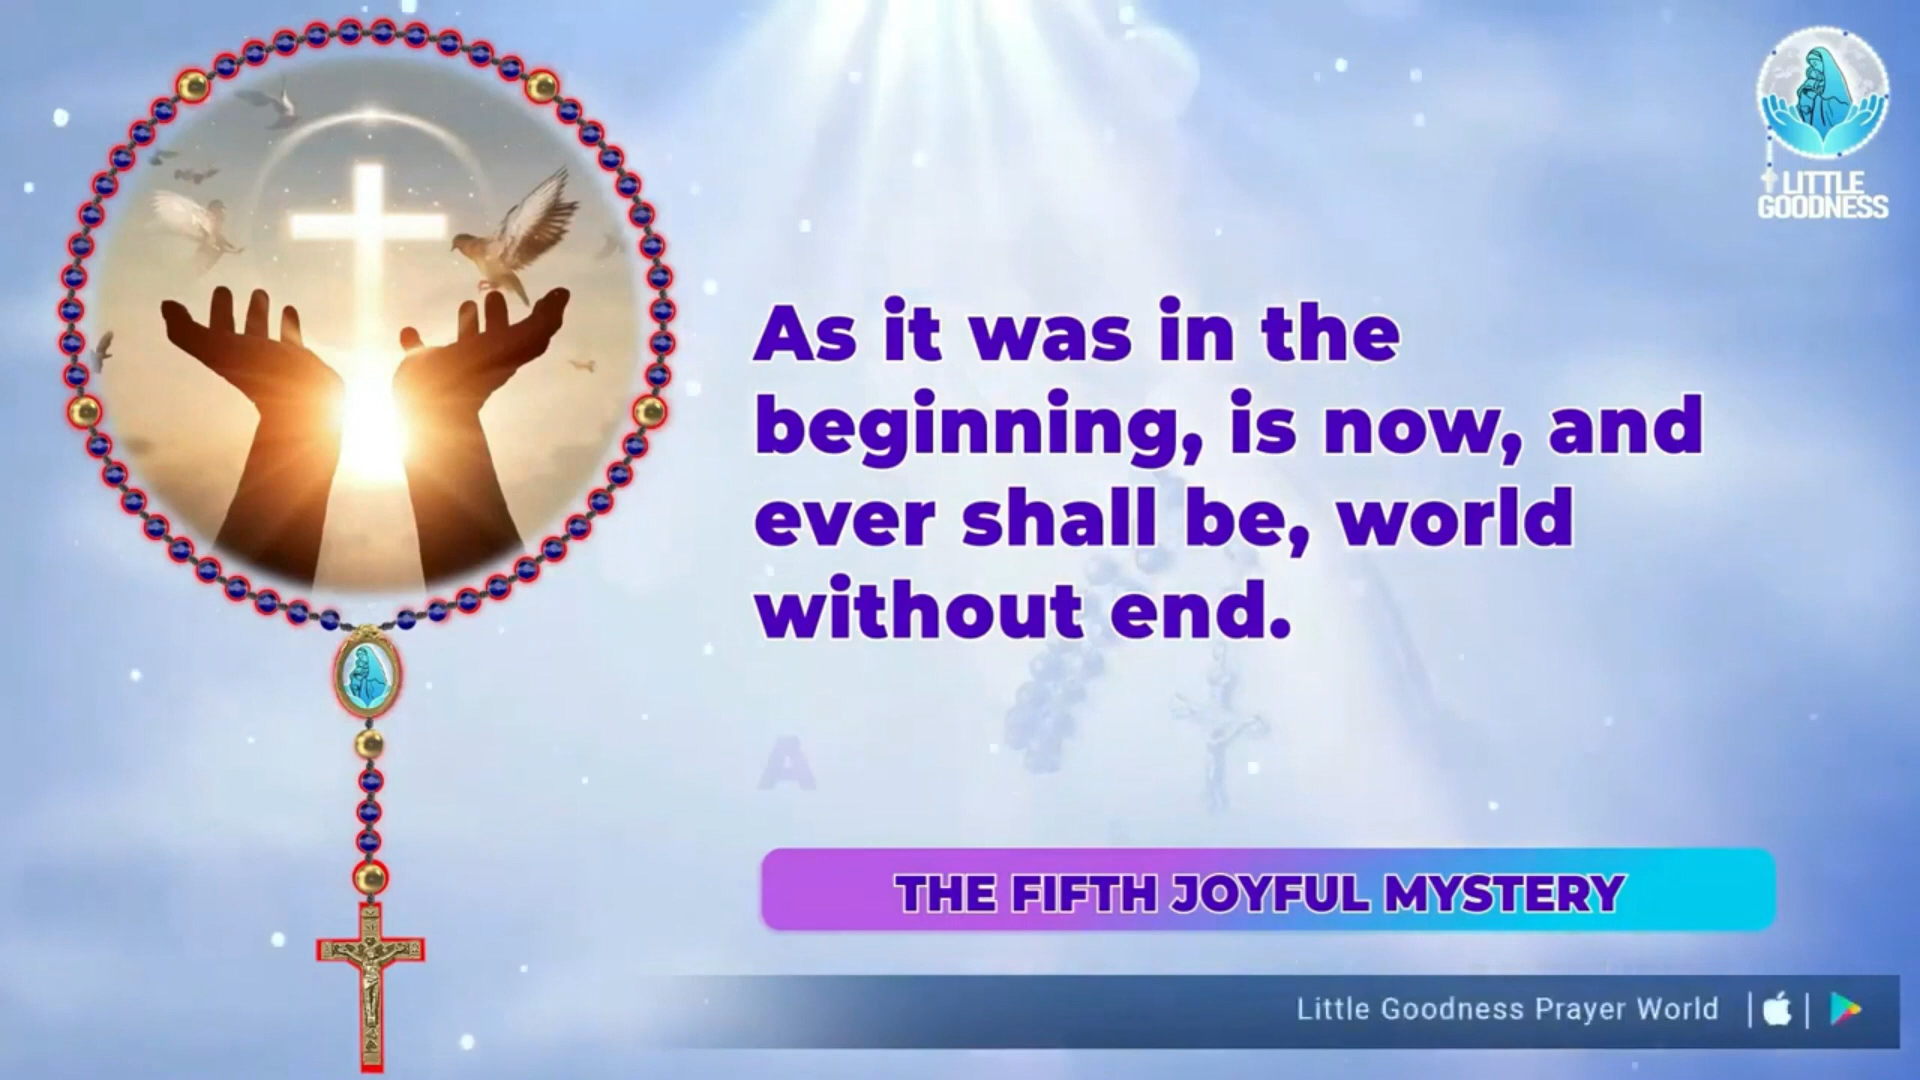 LITTLE
GOODNESS
As it was in the
beginning, is now, and
ever shall be, world
without end.
A
THE FIFTH JOYFUL MYSTERY
Little Goodness Prayer World